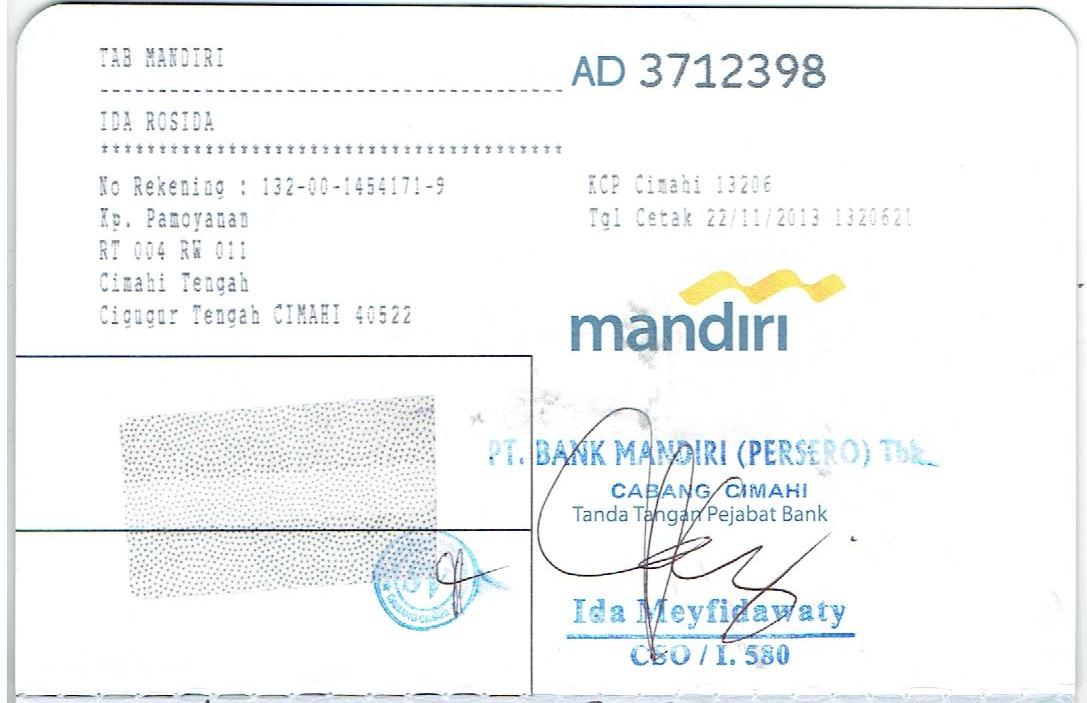 TAB MANDIRI
AD 3712398
----------------------------------------
IDA ROSIDA
****************************************
No Rekening : 132-00-1454171-9
Kp. Pamoyanan
RT 004 RW 011
Cimahi Tengah
Cigugur Tengah CIMAHI 40522
KCP Cimahi 13206
Tgl Cetak 22/11/2013 1320621
mandiri
PT. BANK MANDIRI (PERSERO) Tbk.
CABANG CIMAHI
Tanda Tangan Pejabat Bank
Ida Meyfidawaty
CSO / I. 580